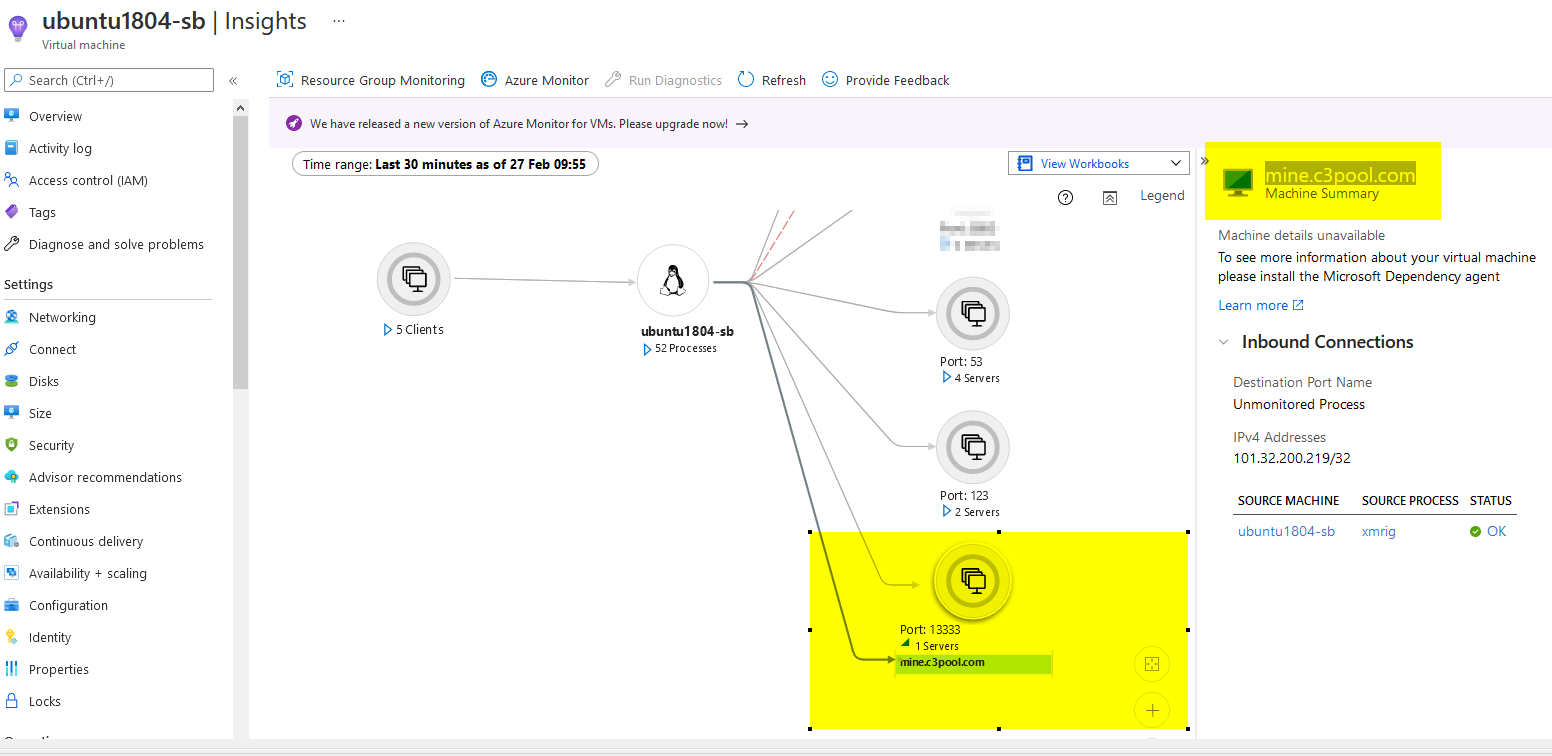 ubuntu1804-sb | Insights ...
Virtual machine
Search (Ctrl+/)
«
Overview
Activity log
Access control (IAM)
Tags
Diagnose and solve problems
Settings
Networking
Connect
Disks
Size
Security
Advisor recommendations
Extensions
Continuous delivery
Availability + scaling
Configuration
Identity
Properties
Locks
Resource Group Monitoring Azure Monitor Run Diagnostics Refresh Provide Feedback
We have released a new version of Azure Monitor for VMs. Please upgrade now! →
Time range: Last 30 minutes as of 27 Feb 09:55
View Workbooks
Legend
5 Clients
ubuntu1804-sb
52 Processes
Port: 53
4 Servers
Port: 123
2 Servers
Port: 13333
1 Servers
mine.c3pool.com
»
mine.c3pool.com
Machine Summary
Machine details unavailable
To see more information about your virtual machine
please install the Microsoft Dependency agent
Learn more
Inbound Connections
Destination Port Name
Unmonitored Process
IPv4 Addresses
101.32.200.219/32
SOURCE MACHINE SOURCE PROCESS STATUS
ubuntu1804-sb xmrig OK